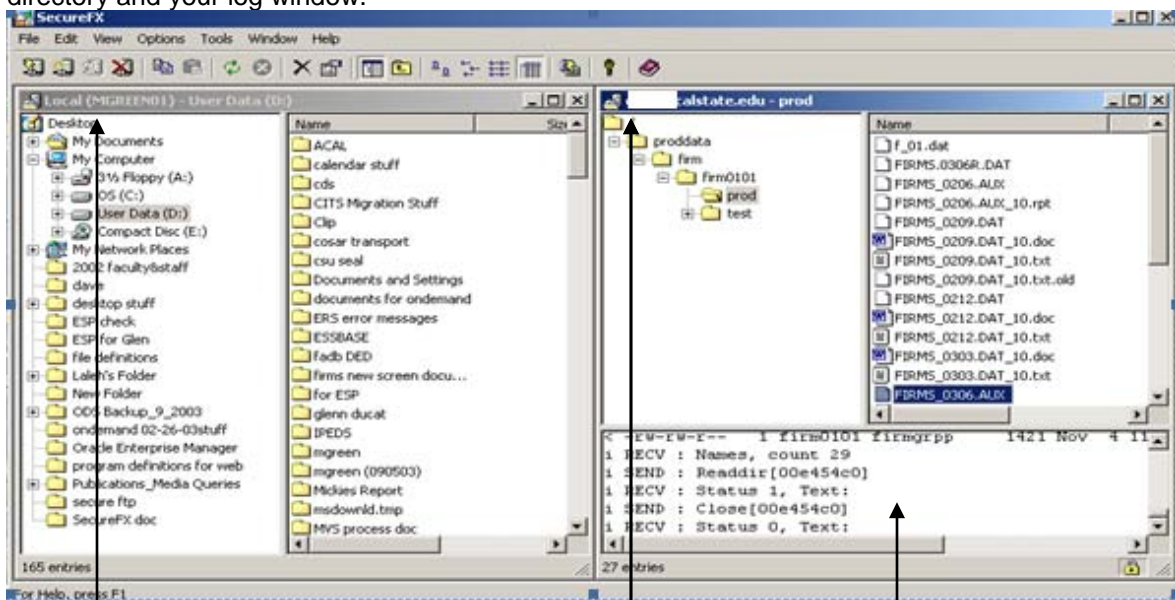 directory and your log window.
SecureFX
File Edit View Options Tools Window Help
Local (MGREEN01) - User Data (D:)
Desktop
My Documents
My Computer
3½ Floppy (A:)
OS (C:)
User Data (D:)
Compact Disc (E:)
My Network Places
2002 faculty&staff
dave
desktop stuff
ESP check
ESP for Glen
file definitions
Laleh's Folder
New Folder
ODS Backup_9_2003
ondemand 02-26-03stuff
Oracle Enterprise Manager
program definitions for web
Publications_Media Queries
secure ftp
SecureFX doc
Name Size
ACAL
calendar stuff
cds
CITS Migration Stuff
Clip
cosar transport
csu seal
Documents and Settings
documents for ondemand
ERS error messages
ESSBASE
fadb DED
firms new screen docu...
for ESP
glenn ducat
IPEDS
mgreen
mgreen (090503)
Mickies Report
msdownld.tmp
MVS process doc
165 entries
calstate.edu - prod
proddata
firm
firm0101
prod
test
Name
f_01.dat
FIRMS.0306R.DAT
FIRMS_0206.AUX
FIRMS_0206.AUX_10.rpt
FIRMS_0209.DAT
FIRMS_0209.DAT_10.doc
FIRMS_0209.DAT_10.txt
FIRMS_0209.DAT_10.txt.old
FIRMS_0212.DAT
FIRMS_0212.DAT_10.doc
FIRMS_0212.DAT_10.txt
FIRMS_0303.DAT_10.doc
FIRMS_0303.DAT_10.txt
FIRMS_0306.AUX
< -rw-rw-r-- 1 firm0101 firmgrpp 1421 Nov 4 11
i RECV : Names, count 29
i SEND : Readdir[00e454c0]
i RECV : Status 1, Text:
i SEND : Close[00e454c0]
i RECV : Status 0, Text:
27 entries
For Help, press F1